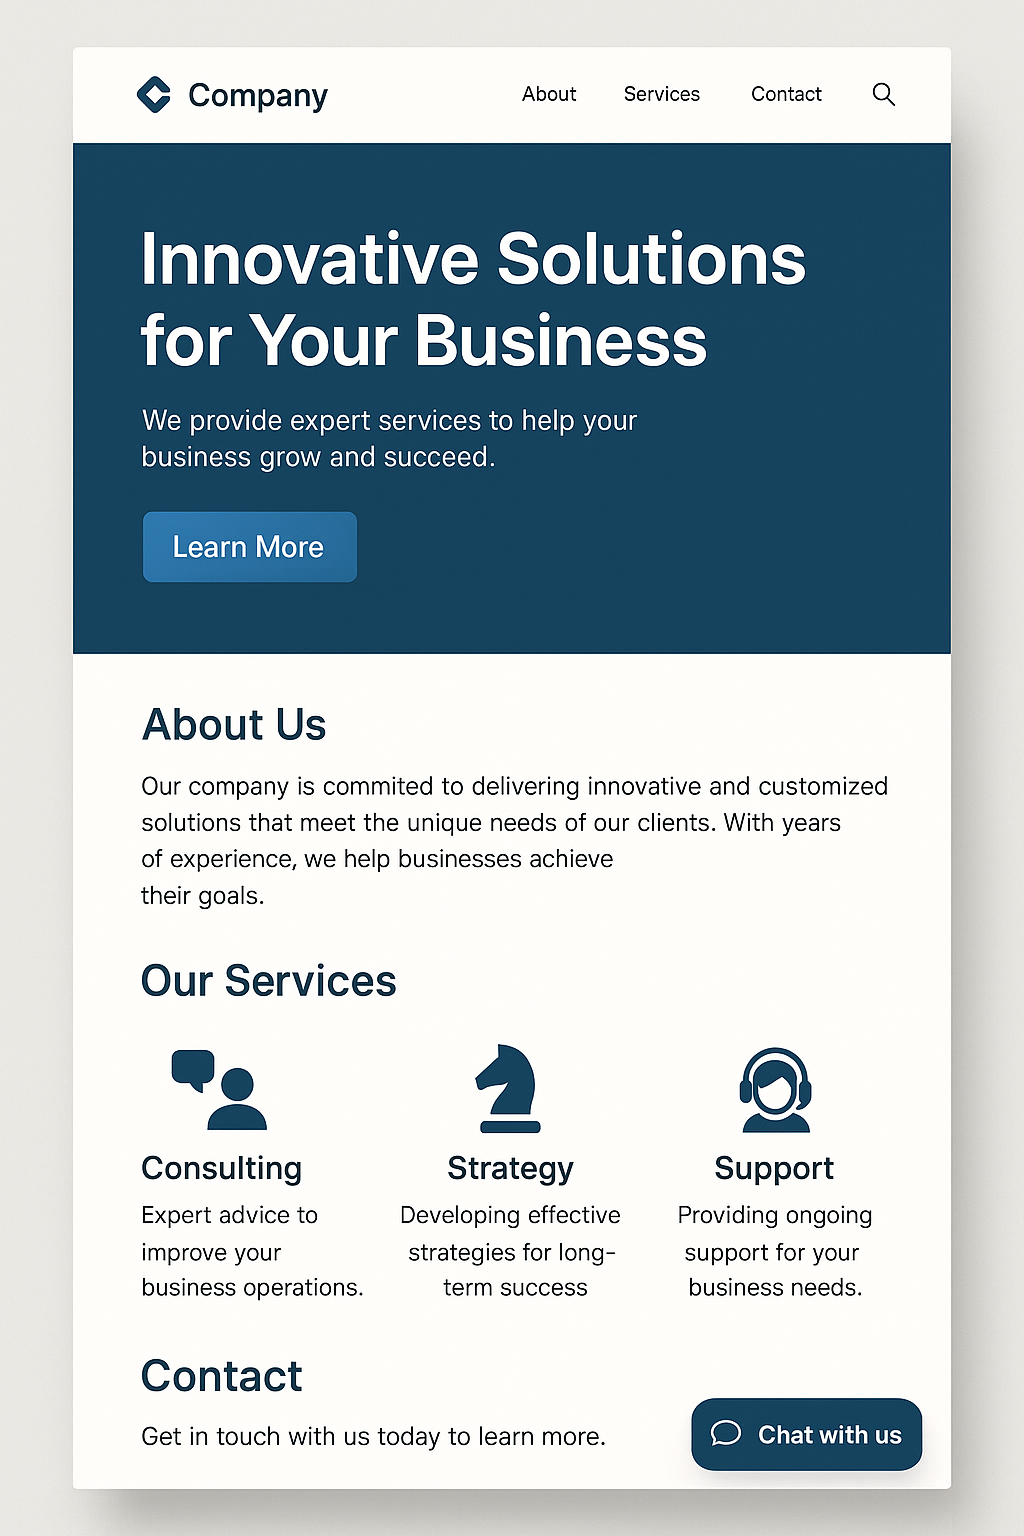 Company
About Services Contact
Innovative Solutions
for Your Business
We provide expert services to help your
business grow and succeed.
Learn More
About Us
Our company is commited to delivering innovative and customized
solutions that meet the unique needs of our clients. With years
of experience, we help businesses achieve
their goals.
Our Services
Consulting
Expert advice to
improve your
business operations.
Strategy
Developing effective
strategies for long-
term success
Support
Providing ongoing
support for your
business needs.
Contact
Get in touch with us today to learn more.
Chat with us